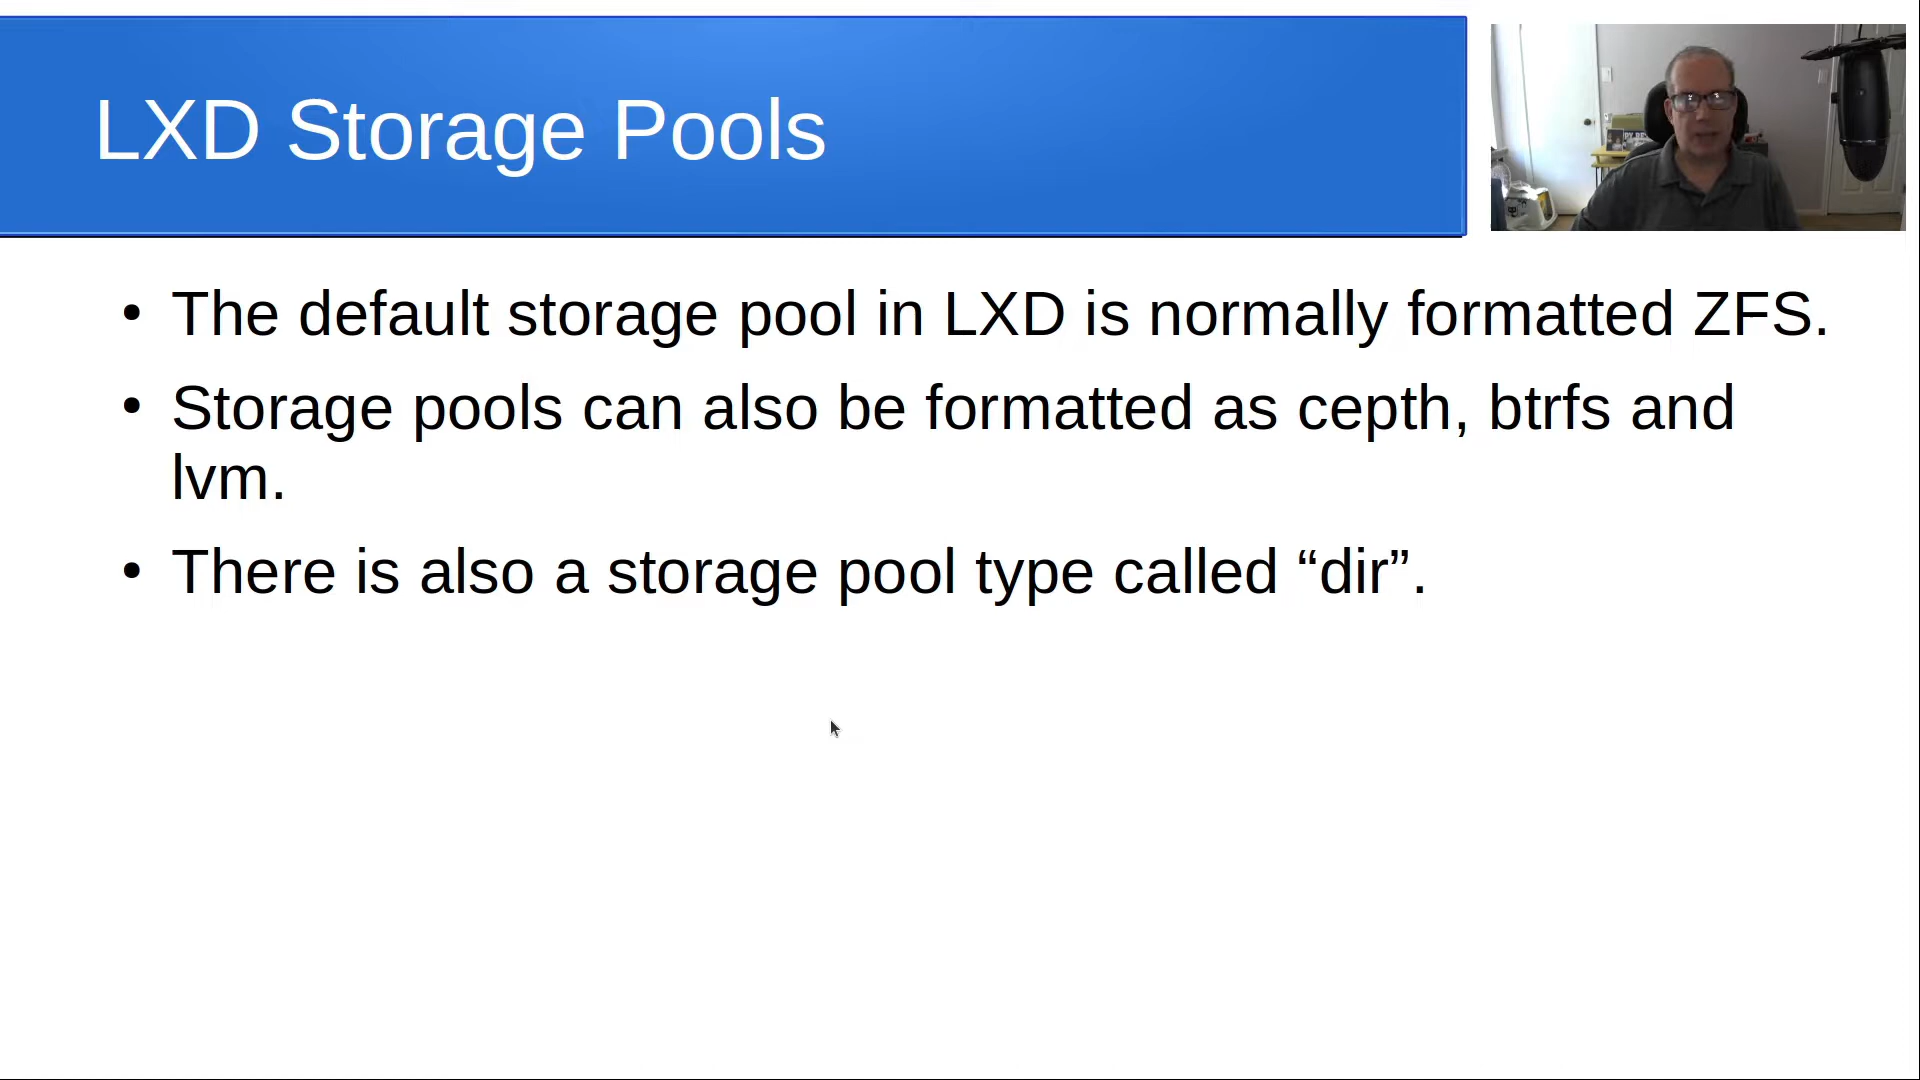 LXD Storage Pools
• The default storage pool in LXD is normally formatted ZFS.
• Storage pools can also be formatted as cepth, btrfs and
lvm.
• There is also a storage pool type called “dir”.